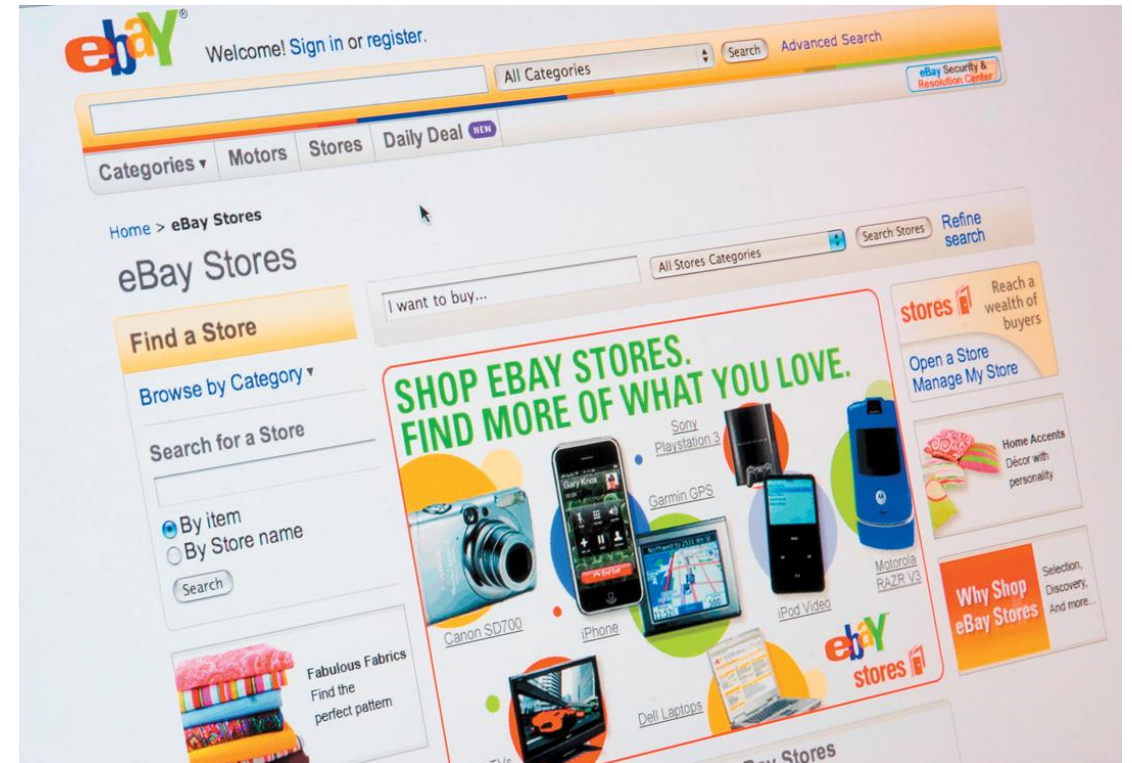 ebaY®
Welcome! Sign in or register.
All Categories
Search
Advanced Search
eBay Security &
Resolution Center
Categories
Motors
Stores
Daily Deal NEW
Home > eBay Stores
eBay Stores
I want to buy...
All Stores Categories
Search Stores
Refine
search
Find a Store
Browse by Category
Search for a Store
By item
By Store name
Search
Fabulous Fabrics
Find the
perfect pattern
SHOP EBAY STORES.
FIND MORE OF WHAT YOU LOVE.
Sony
Playstation 3
Gary Knox
Garmin GPS
Canon SD700
iPhone
iPod Video
Motorola
RAZR V3
Dell Laptops
TVs
ebaY
stores
stores
Reach a
wealth of
buyers
Open a Store
Manage My Store
Home Accents
Décor with
personality
Why Shop
eBay Stores
Selection,
Discovery,
And more...
Stores